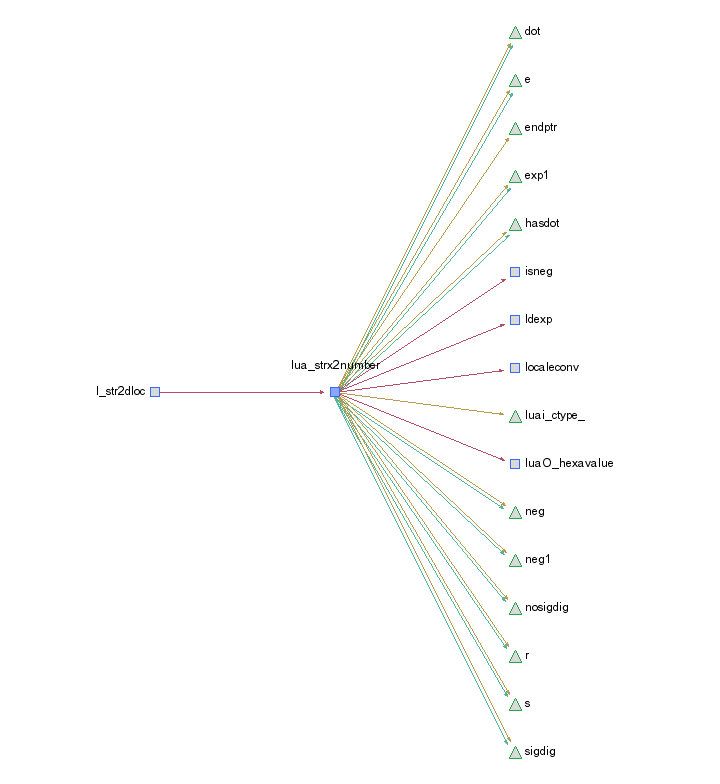 dot
e
endptr
exp1
hasdot
isneg
ldexp
lua_strx2number
localeconv
l_str2dloc
luai_ctype_
luaO_hexavalue
neg
neg1
nosigdig
r
s
sigdig